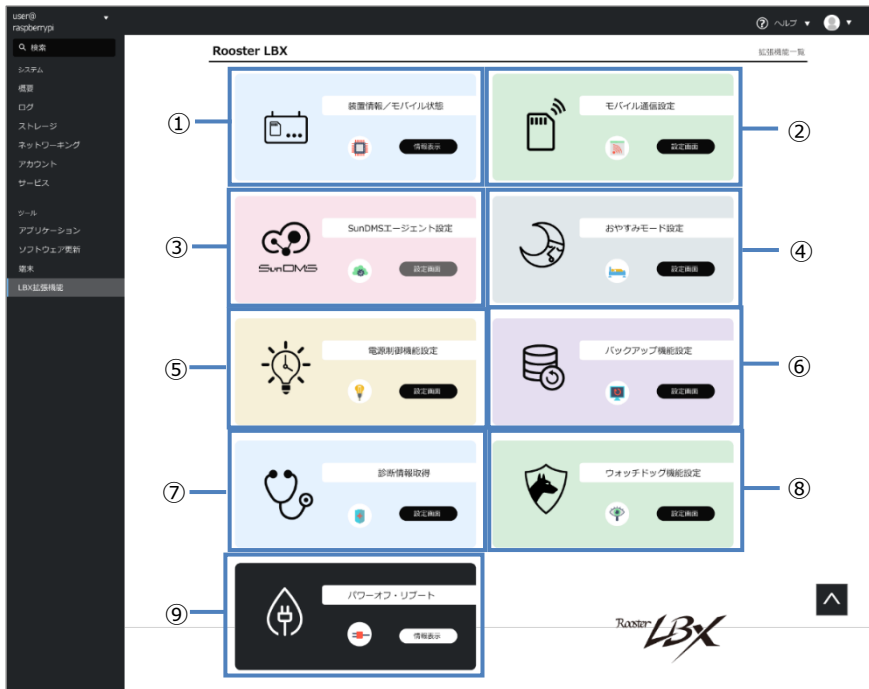 user@
raspberrypi
ヘルプ
検索
システム
概要
ログ
ストレージ
ネットワーキング
アカウント
サービス
ツール
アプリケーション
ソフトウェア更新
端末
LBX拡張機能
Rooster LBX
拡張機能一覧
①
装置情報／モバイル状態
情報表示
②
モバイル通信設定
設定画面
③
SunDMSエージェント設定
SunDMS
設定画面
④
おやすみモード設定
設定画面
⑤
電源制御機能設定
設定画面
⑥
バックアップ機能設定
設定画面
⑦
診断情報取得
設定画面
⑧
ウォッチドッグ機能設定
設定画面
⑨
パワーオフ・リブート
情報表示
Rooster LBX